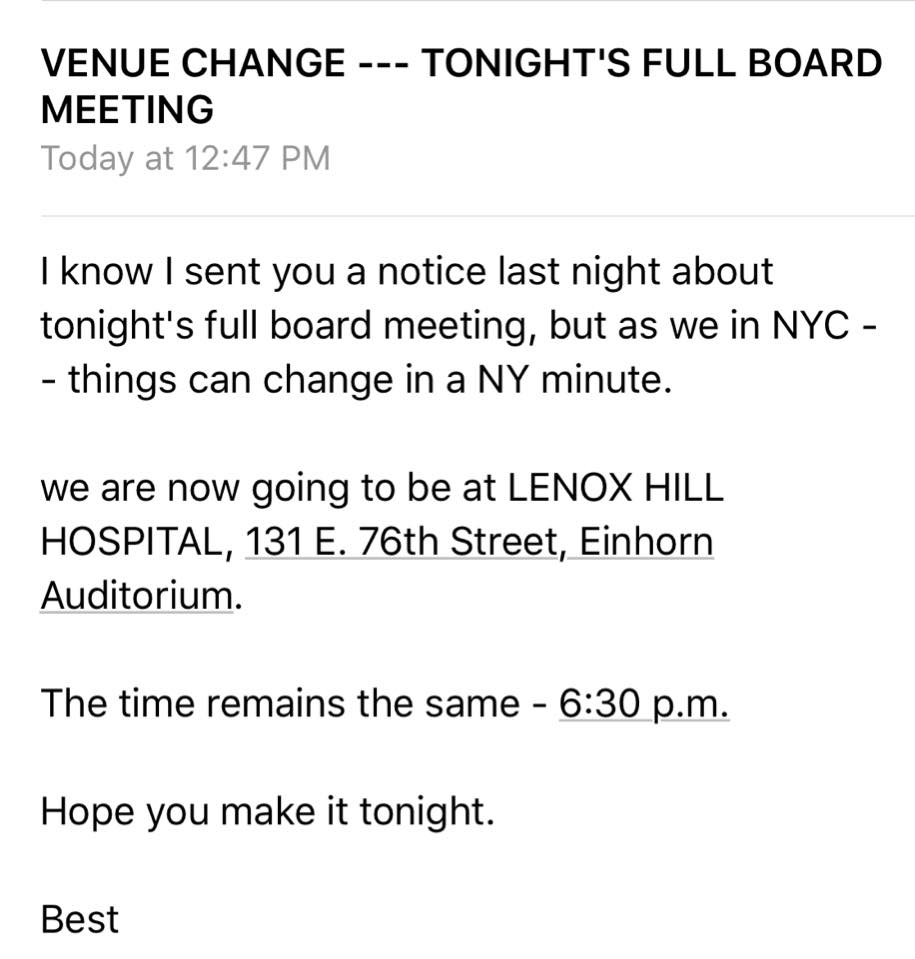 VENUE CHANGE --- TONIGHT'S FULL BOARD
MEETING
Today at 12:47 PM
I know I sent you a notice last night about
tonight's full board meeting, but as we in NYC -
- things can change in a NY minute.
we are now going to be at LENOX HILL
HOSPITAL, 131 E. 76th Street, Einhorn
Auditorium.
The time remains the same - 6:30 p.m.
Hope you make it tonight.
Best